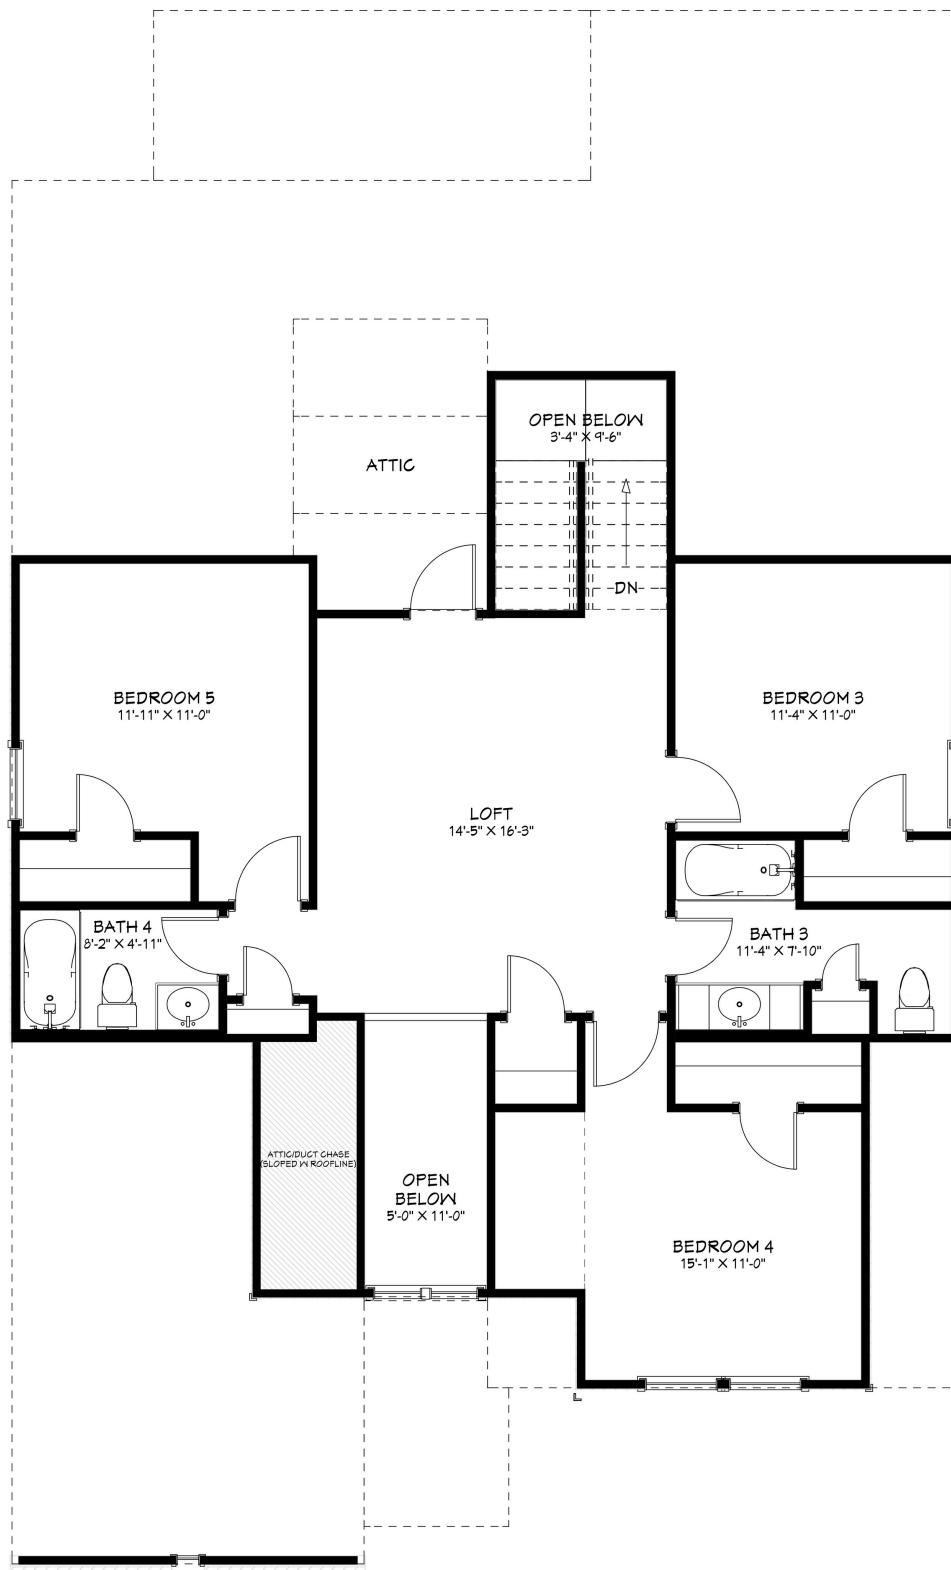 OPEN BELOW
3'-4" X 9'-6"
ATTIC
DN
BEDROOM 5
11'-11" X 11'-0"
BEDROOM 3
11'-4" X 11'-0"
LOFT
14'-5" X 16'-3"
BATH 4
8'-2" X 4'-11"
BATH 3
11'-4" X 7'-10"
ATTIC/DUCT CHASE
(SLOPED W/ ROOFLINE)
OPEN
BELOW
5'-0" X 11'-0"
BEDROOM 4
15'-1" X 11'-0"